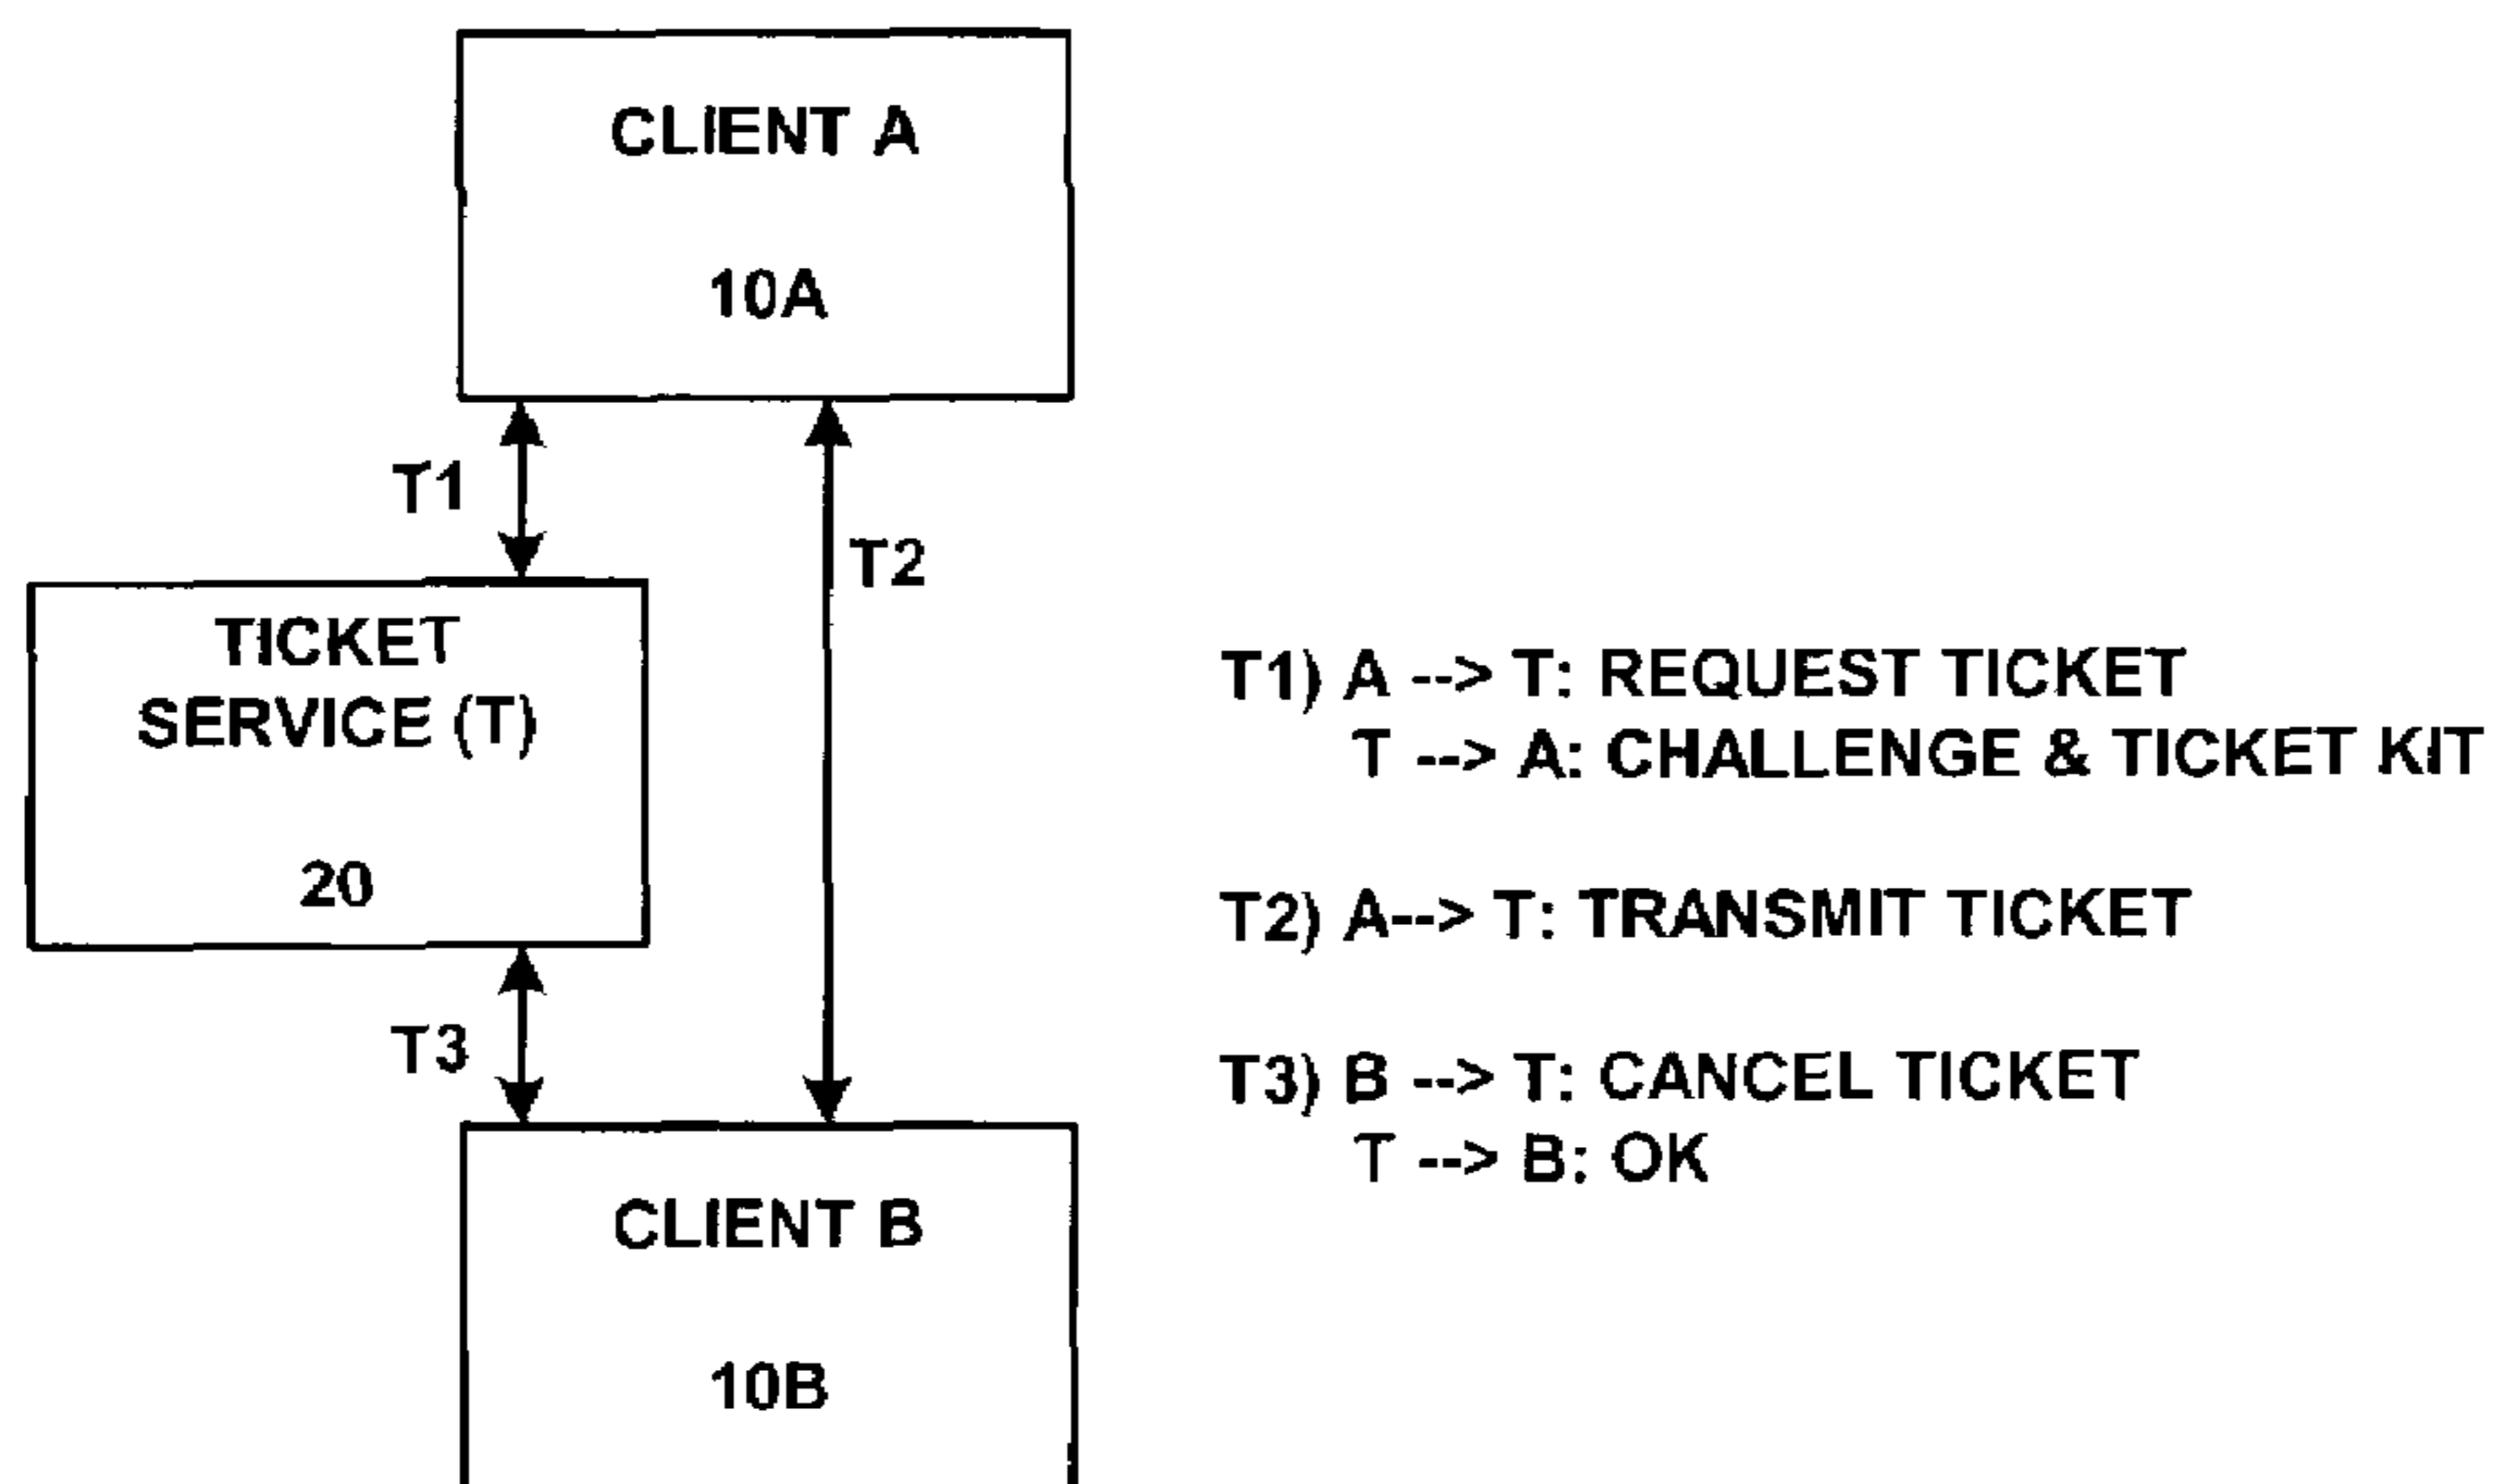 CLIENT A
10A
T1
T2
TICKET
SERVICE (T)
20
T3
CLIENT B
10B
T1) A --> T: REQUEST TICKET
T --> A: CHALLENGE & TICKET KIT
T2) A--> T: TRANSMIT TICKET
T3) B --> T: CANCEL TICKET
T --> B: OK